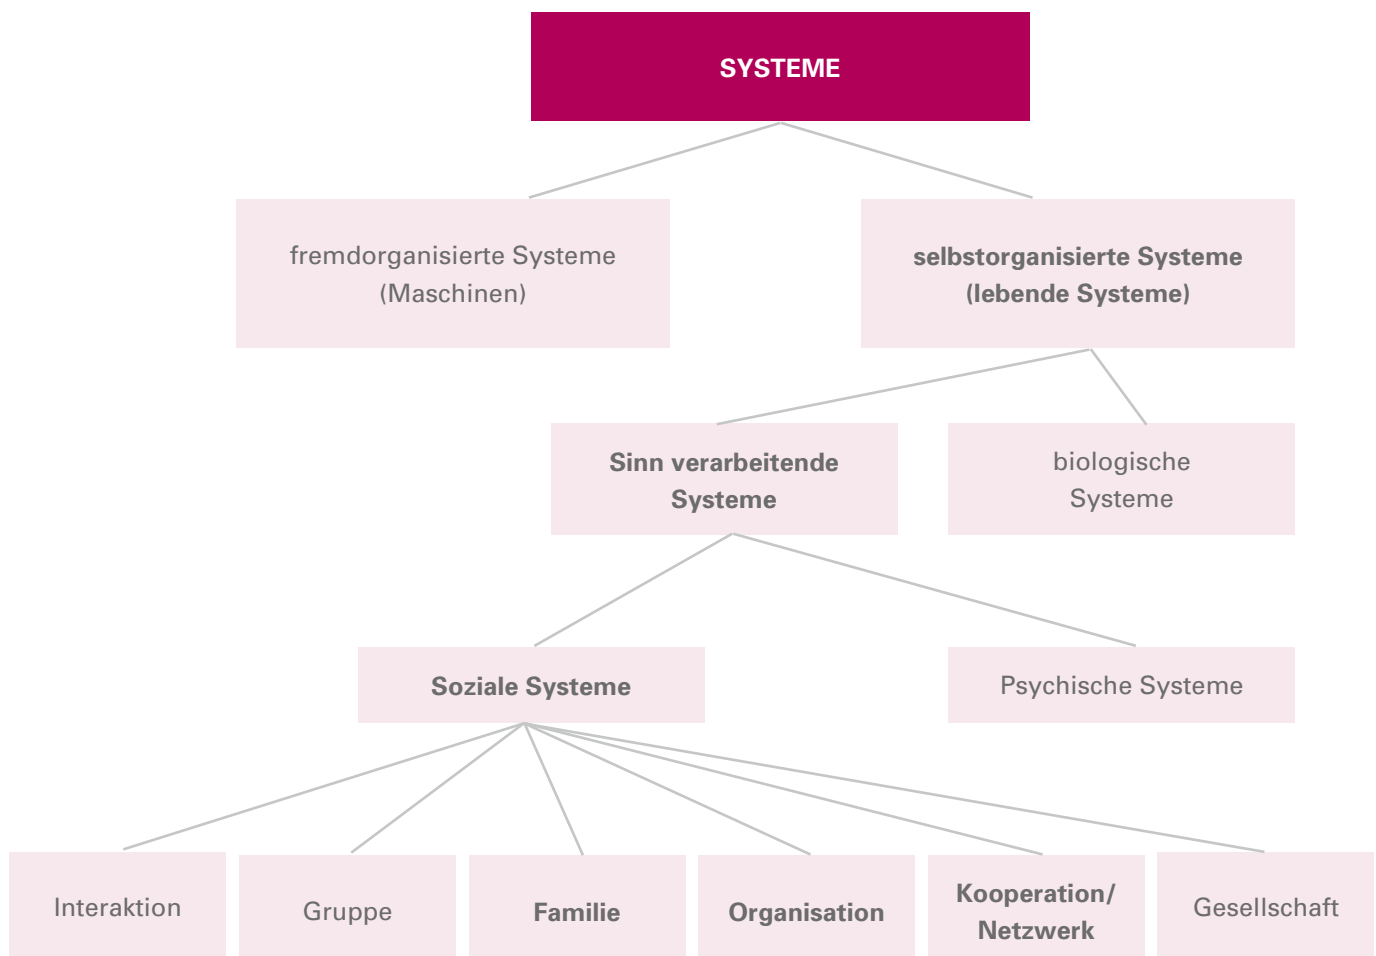 SYSTEME
fremdorganisierte Systeme
(Maschinen)
selbstorganisierte Systeme
(lebende Systeme)
Sinn verarbeitende
Systeme
biologische
Systeme
Soziale Systeme
Psychische Systeme
Interaktion
Gruppe
Familie
Organisation
Kooperation/
Netzwerk
Gesellschaft